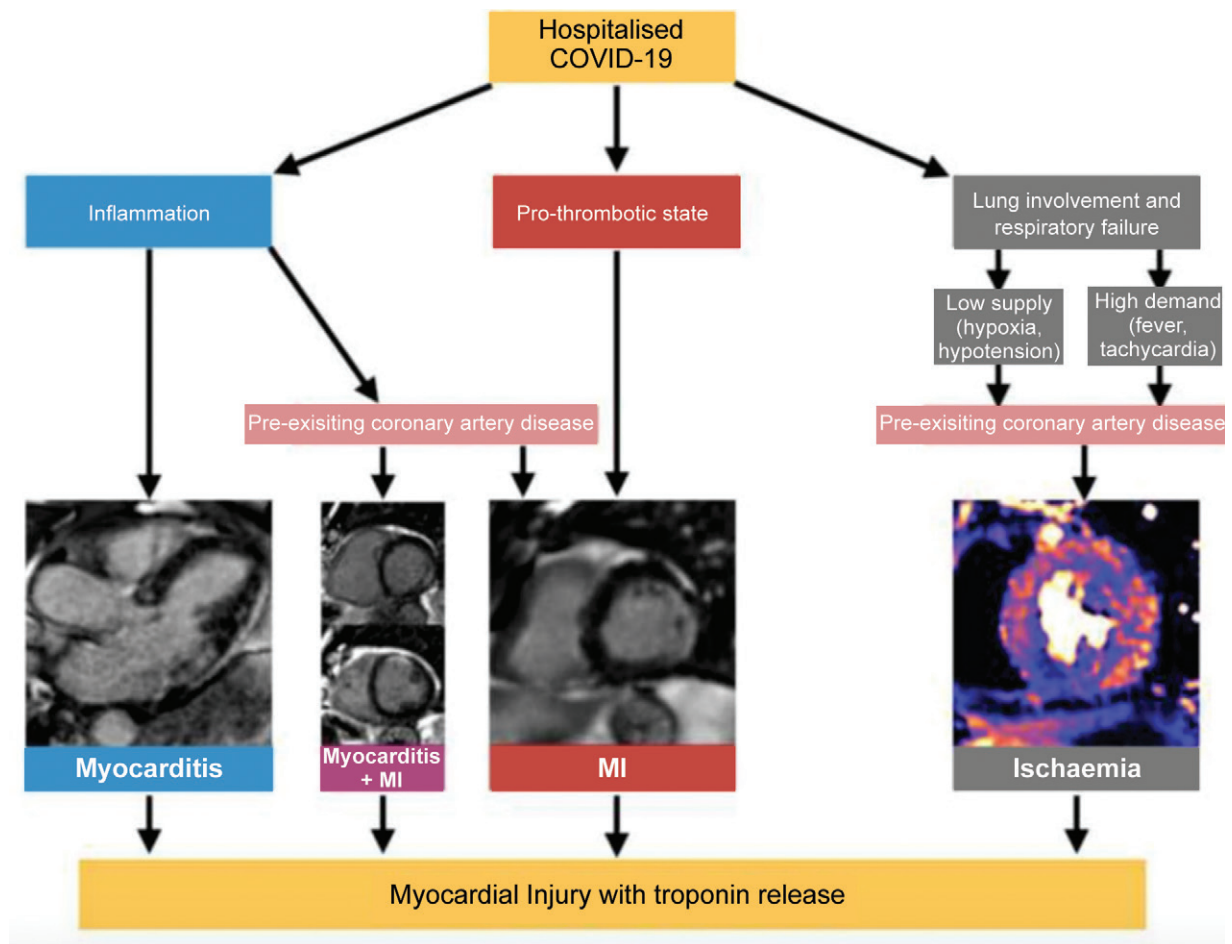 Hospitalised
COVID-19
Inflammation
Pro-thrombotic state
Lung involvement and
respiratory failure
Low supply
(hypoxia,
hypotension)
High demand
(fever,
tachycardia)
Pre-exisiting coronary artery disease
Pre-exisiting coronary artery disease
Myocarditis
Myocarditis
+ MI
MI
Ischaemia
Myocardial Injury with troponin release